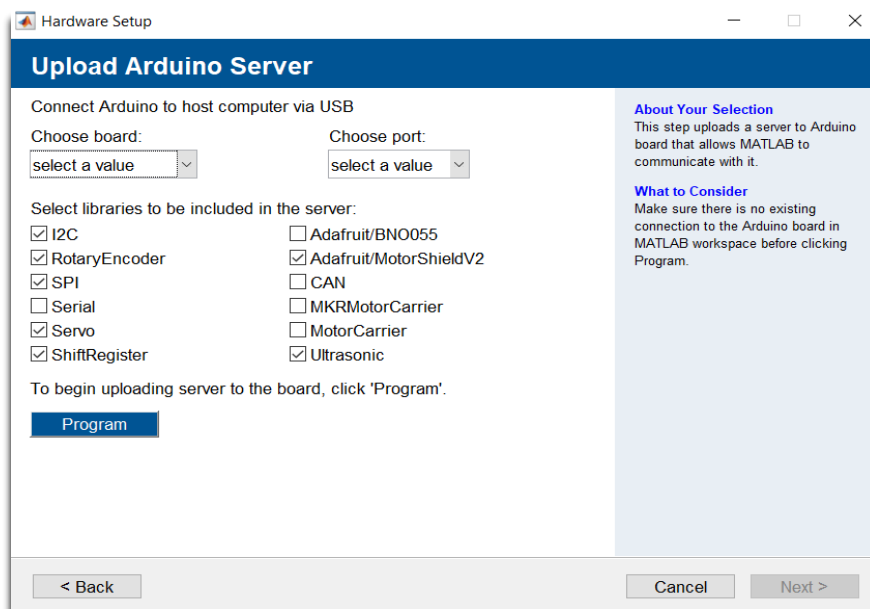 Hardware Setup
Upload Arduino Server
Connect Arduino to host computer via USB
Choose board:
Choose port:
select a value
select a value
Select libraries to be included in the server:
I2C
Adafruit/BNO055
RotaryEncoder
Adafruit/MotorShieldV2
SPI
CAN
Serial
MKRMotorCarrier
Servo
MotorCarrier
ShiftRegister
Ultrasonic
To begin uploading server to the board, click 'Program'.
Program
About Your Selection
This step uploads a server to Arduino
board that allows MATLAB to
communicate with it.
What to Consider
Make sure there is no existing
connection to the Arduino board in
MATLAB workspace before clicking
Program.
< Back
Cancel
Next >